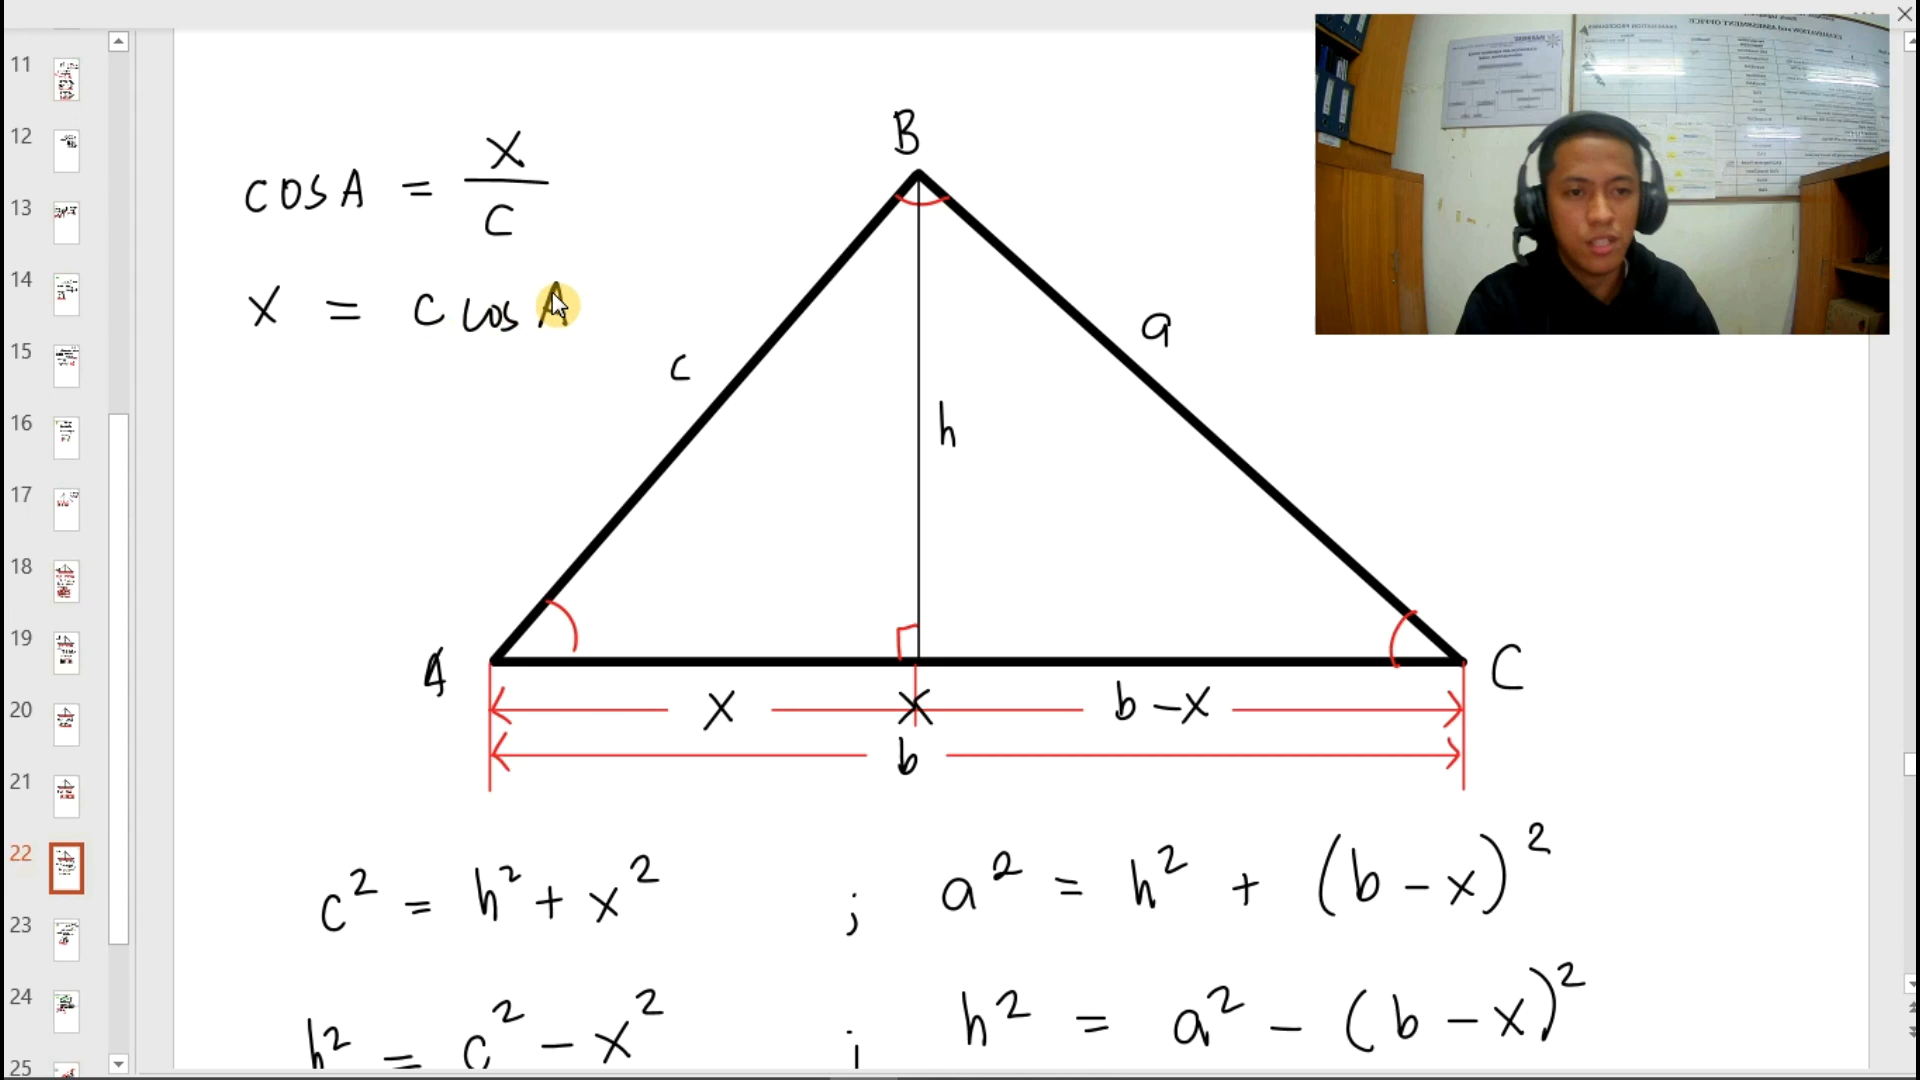 11
12
13
14
15
16
17
18
19
20
21
22
23
24
25
B
cos A = x / c
x = c cos A
c
a
h
A
C
x
b - x
b
c² = h² + x² ; a² = h² + (b - x)²
h² = c² - x² ; h² = a² - (b - x)²